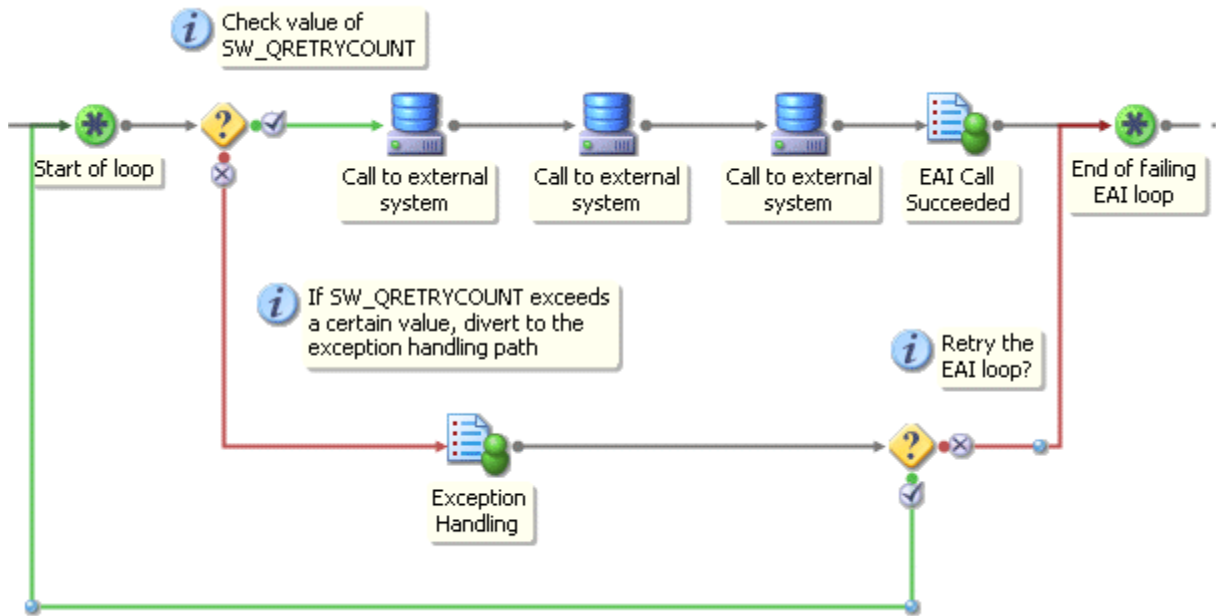 Check value of
SW_QRETRYCOUNT
Start of loop
Call to external
system
Call to external
system
Call to external
system
EAI Call
Succeeded
End of failing
EAI loop
If SW_QRETRYCOUNT exceeds
a certain value, divert to the
exception handling path
Retry the
EAI loop?
Exception
Handling